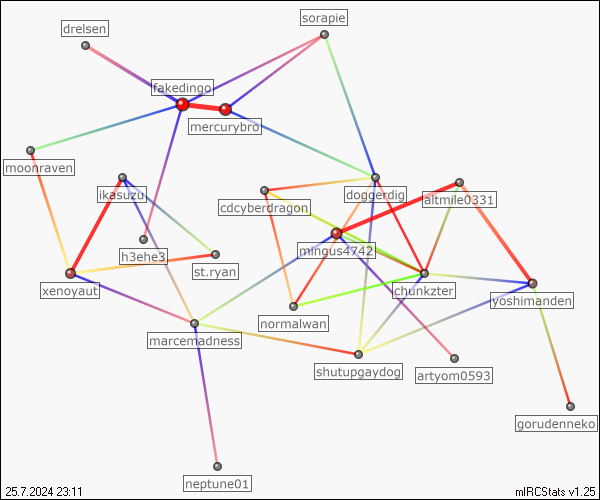 sorapie
drelsen
fakedingo
mercurybro
moonraven
ikasuzu
doggerdig
altmile0331
cdcyberdragon
h3ehe3
mingus4742
st.ryan
xenoyaut
chunkzter
yoshimanden
normalwan
marcemadness
shutupgaydog
artyom0593
gorudenneko
neptune01
25.7.2024 23:11
mIRCStats v1.25